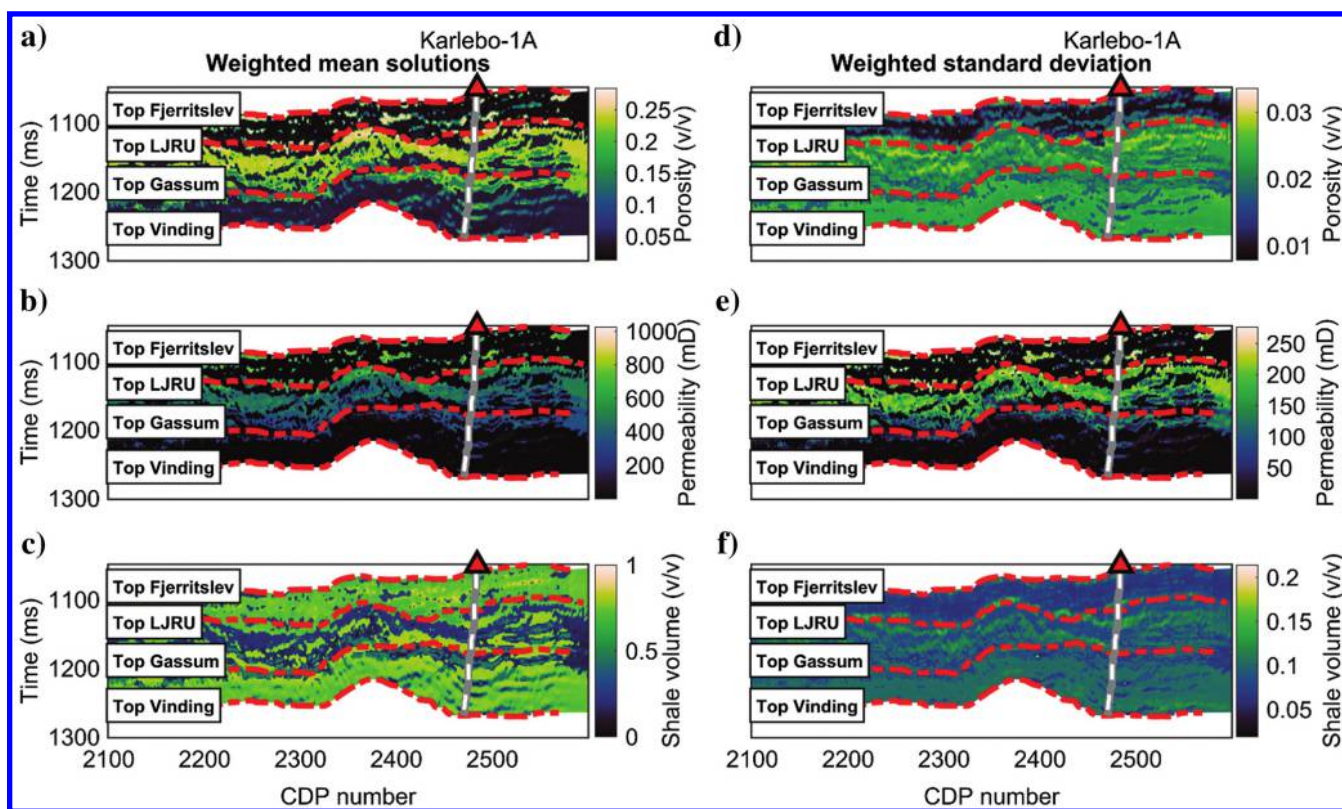 a)
Karlebo-1A
Weighted mean solutions
Top Fjerritslev
Top LJRU
Top Gassum
Top Vinding
1100
1200
1300
Time (ms)
0.25
0.2
0.15
0.1
0.05
Porosity (v/v)
d)
Karlebo-1A
Weighted standard deviation
Top Fjerritslev
Top LJRU
Top Gassum
Top Vinding
0.03
0.02
0.01
Porosity (v/v)
b)
Top Fjerritslev
Top LJRU
Top Gassum
Top Vinding
1100
1200
1300
Time (ms)
1000
800
600
400
200
Permeability (mD)
e)
Top Fjerritslev
Top LJRU
Top Gassum
Top Vinding
250
200
150
100
50
Permeability (mD)
c)
Top Fjerritslev
Top LJRU
Top Gassum
Top Vinding
1100
1200
1300
Time (ms)
2100 2200 2300 2400 2500
CDP number
1
0.5
0
Shale volume (v/v)
f)
Top Fjerritslev
Top LJRU
Top Gassum
Top Vinding
2100 2200 2300 2400 2500
CDP number
0.2
0.15
0.1
0.05
Shale volume (v/v)